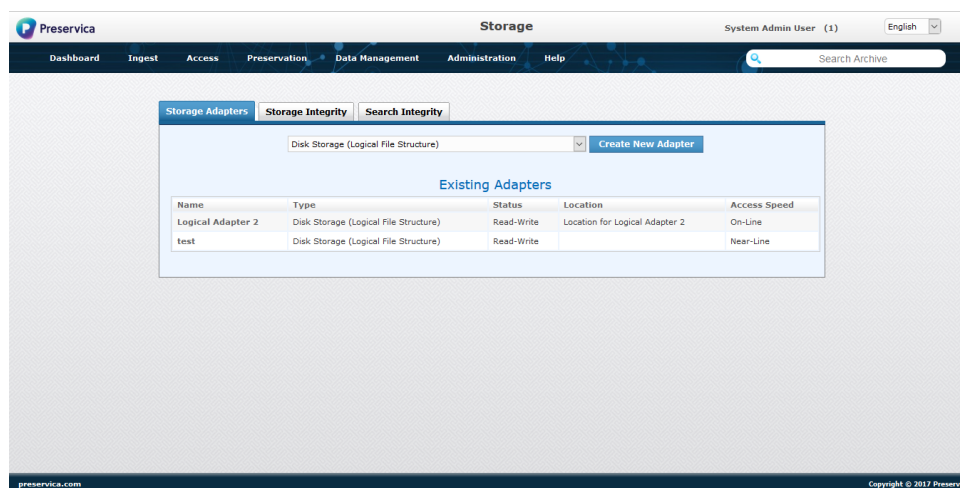 Preservica Storage System Admin User (1) English
Dashboard Ingest Access Preservation Data Management Administration Help Search Archive
Storage Adapters Storage Integrity Search Integrity
Disk Storage (Logical File Structure) Create New Adapter
Existing Adapters
Name Type Status Location Access Speed
Logical Adapter 2 Disk Storage (Logical File Structure) Read-Write Location for Logical Adapter 2 On-Line
test Disk Storage (Logical File Structure) Read-Write Near-Line
preservica.com Copyright © 2017 Preserv